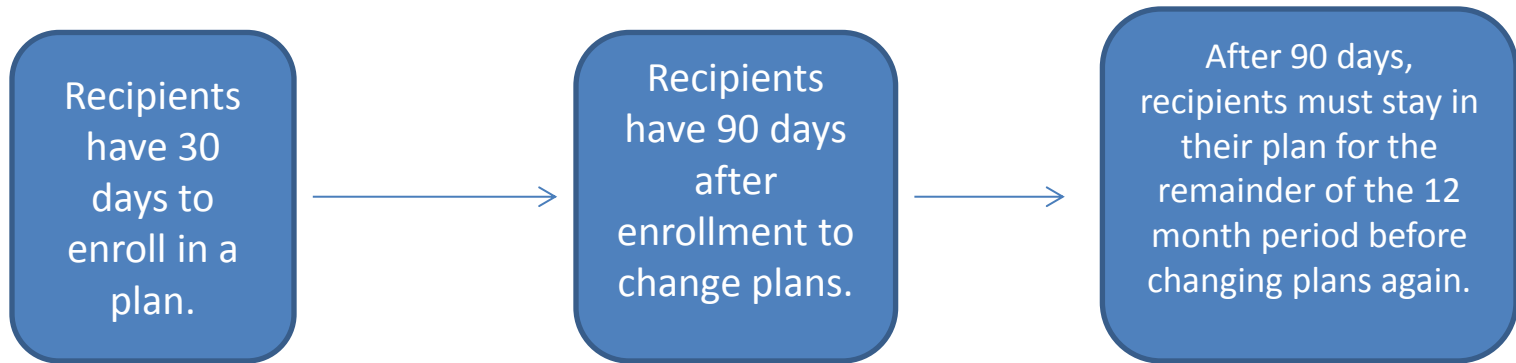 Recipients
have 30
days to
enroll in a
plan.
Recipients
have 90 days
after
enrollment to
change plans.
After 90 days,
recipients must stay in
their plan for the
remainder of the 12
month period before
changing plans again.